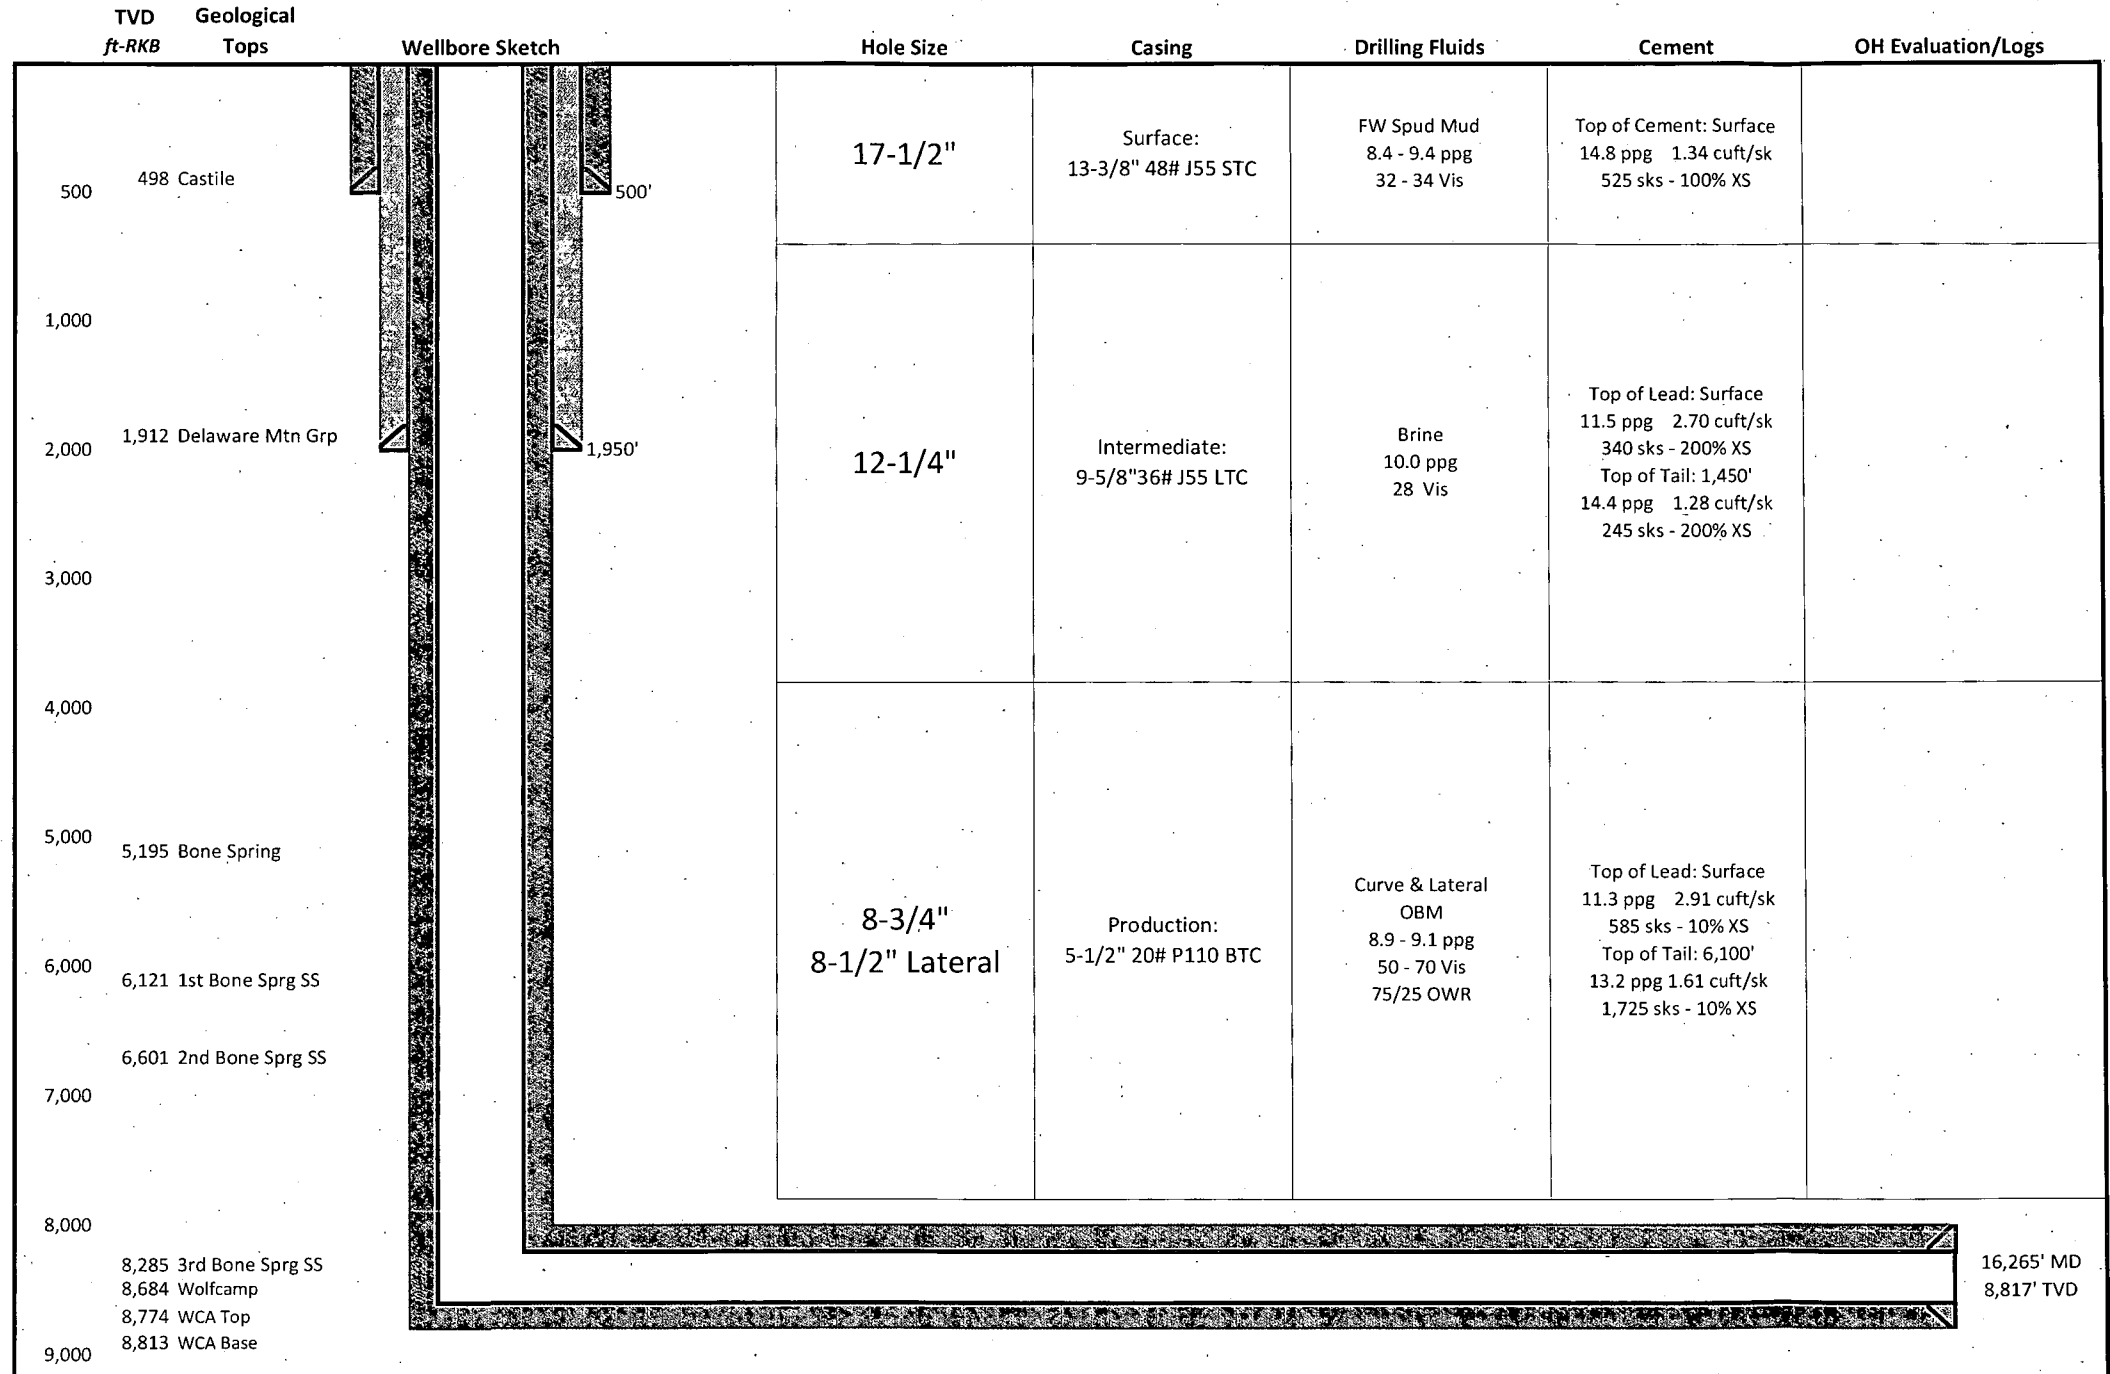 TVD Geological
ft-RKB Tops Wellbore Sketch Hole Size Casing Drilling Fluids Cement OH Evaluation/Logs
498 Castile
500
500'
1,000
1,912 Delaware Mtn Grp
2,000
1,950'
3,000
4,000
5,000
5,195 Bone Spring
6,000
6,121 1st Bone Sprg SS
6,601 2nd Bone Sprg SS
7,000
8,000
8,285 3rd Bone Sprg SS
8,684 Wolfcamp
8,774 WCA Top
8,813 WCA Base
9,000
17-1/2"
Surface:
13-3/8" 48# J55 STC
FW Spud Mud
8.4 - 9.4 ppg
32 - 34 Vis
Top of Cement: Surface
14.8 ppg 1.34 cuft/sk
525 sks - 100% XS
12-1/4"
Intermediate:
9-5/8"36# J55 LTC
Brine
10.0 ppg
28 Vis
Top of Lead: Surface
11.5 ppg 2.70 cuft/sk
340 sks - 200% XS
Top of Tail: 1,450'
14.4 ppg 1.28 cuft/sk
245 sks - 200% XS
8-3/4"
8-1/2" Lateral
Production:
5-1/2" 20# P110 BTC
Curve & Lateral
OBM
8.9 - 9.1 ppg
50 - 70 Vis
75/25 OWR
Top of Lead: Surface
11.3 ppg 2.91 cuft/sk
585 sks - 10% XS
Top of Tail: 6,100'
13.2 ppg 1.61 cuft/sk
1,725 sks - 10% XS
16,265' MD
8,817' TVD